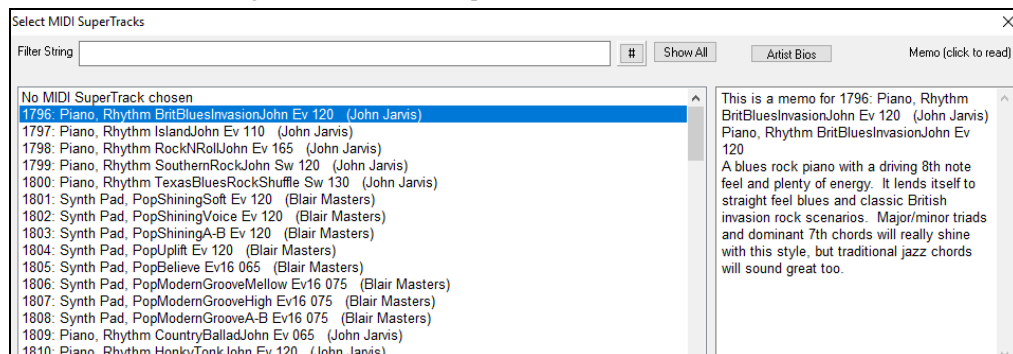 Select MIDI SuperTracks
Filter String # Show All Artist Bios Memo (click to read)
No MIDI SuperTrack chosen
1796: Piano, Rhythm BritBluesInvasionJohn Ev 120 (John Jarvis)
1797: Piano, Rhythm IslandJohn Ev 110 (John Jarvis)
1798: Piano, Rhythm RockNRollJohn Ev 165 (John Jarvis)
1799: Piano, Rhythm SouthernRockJohn Sw 120 (John Jarvis)
1800: Piano, Rhythm TexasBluesRockShuffle Sw 130 (John Jarvis)
1801: Synth Pad, PopShiningSoft Ev 120 (Blair Masters)
1802: Synth Pad, PopShiningVoice Ev 120 (Blair Masters)
1803: Synth Pad, PopShiningA-B Ev 120 (Blair Masters)
1804: Synth Pad, PopUplift Ev 120 (Blair Masters)
1805: Synth Pad, PopBelieve Ev16 065 (Blair Masters)
1806: Synth Pad, PopModernGrooveMellow Ev16 075 (Blair Masters)
1807: Synth Pad, PopModernGrooveHigh Ev16 075 (Blair Masters)
1808: Synth Pad, PopModernGrooveA-B Ev16 075 (Blair Masters)
1809: Piano, Rhythm CountryBalladJohn Ev 065 (John Jarvis)
1810: Piano, Rhythm HonkyTonkJohn Ev 120 (John Jarvis)
This is a memo for 1796: Piano, Rhythm
BritBluesInvasionJohn Ev 120 (John Jarvis)
Piano, Rhythm BritBluesInvasionJohn Ev
120
A blues rock piano with a driving 8th note
feel and plenty of energy. It lends itself to
straight feel blues and classic British
invasion rock scenarios. Major/minor triads
and dominant 7th chords will really shine
with this style, but traditional jazz chords
will sound great too.